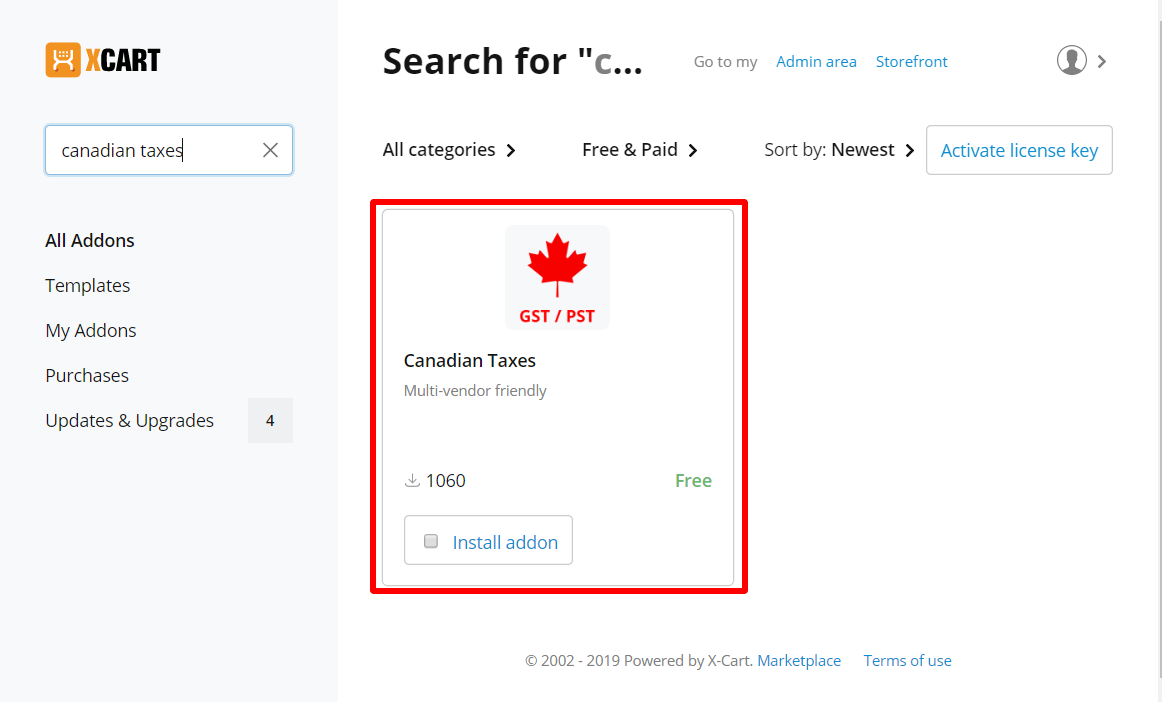 XCART
Search for "c...
Go to my Admin area Storefront
canadian taxes
All categories
Free & Paid
Sort by: Newest
Activate license key
All Addons
Templates
My Addons
Purchases
Updates & Upgrades 4
GST / PST
Canadian Taxes
Multi-vendor friendly
1060
Free
Install addon
© 2002 - 2019 Powered by X-Cart. Marketplace Terms of use